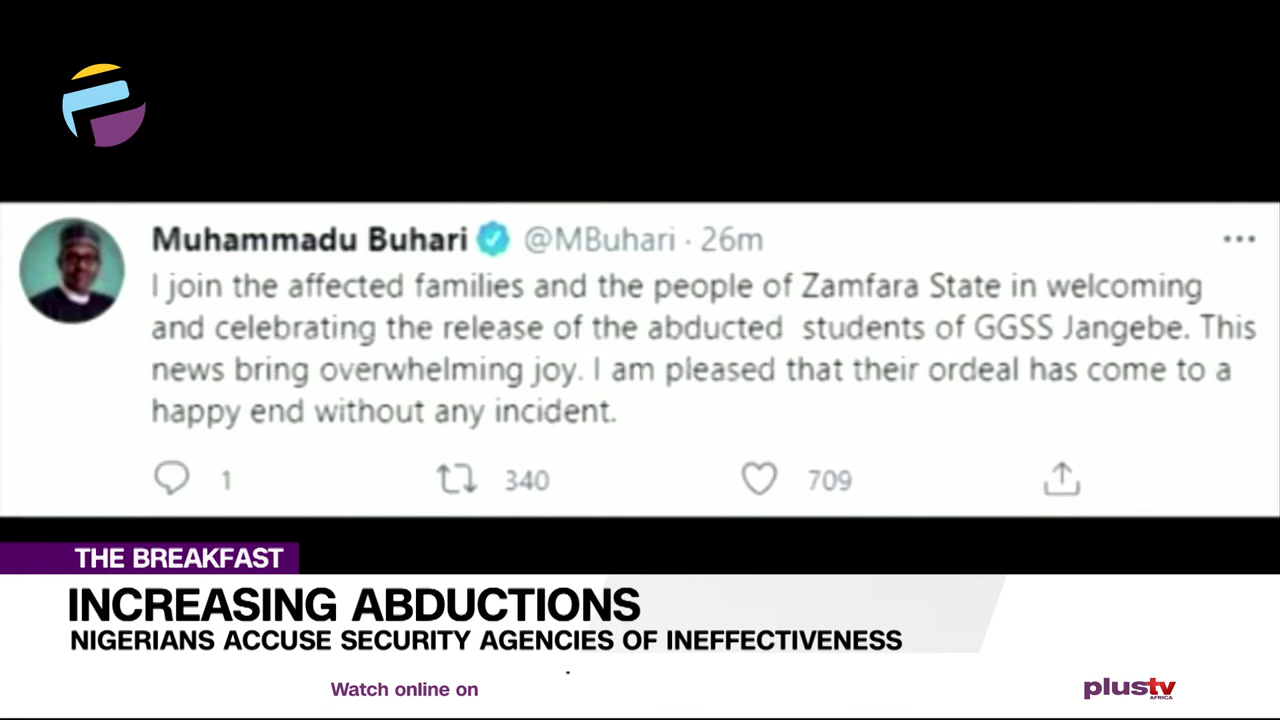 Muhammadu Buhari @MBuhari · 26m
I join the affected families and the people of Zamfara State in welcoming
and celebrating the release of the abducted students of GGSS Jangebe. This
news bring overwhelming joy. I am pleased that their ordeal has come to a
happy end without any incident.
1 340 709
THE BREAKFAST
INCREASING ABDUCTIONS
NIGERIANS ACCUSE SECURITY AGENCIES OF INEFFECTIVENESS
Watch online on
plustv
AFRICA